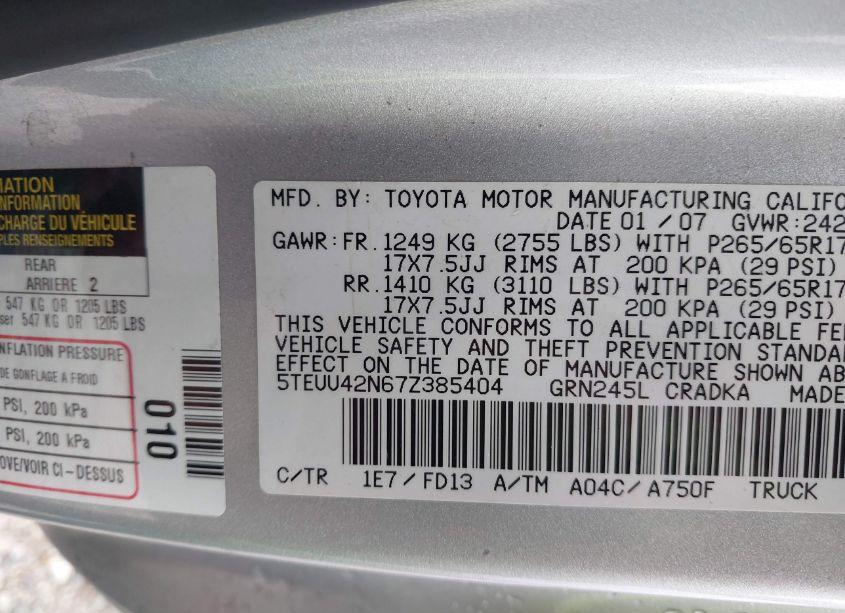 MATION
INFORMATION
CHARGE DU VÉHICULE
PLES RENSEIGNEMENTS
REAR
ARRIERE 2
547 KG OR 1205 LBS
ser 547 KG OR 1205 LBS
NFLATION PRESSURE
DE GONFLAGE A FROID
PSI, 200 kPa
PSI, 200 kPa
OVE/VOIR CI-DESSUS
010
MFD. BY: TOYOTA MOTOR MANUFACTURING CALIFO
DATE 01 / 07 GVWR:242
GAWR:FR. 1249 KG (2755 LBS) WITH P265/65R17
17X7.5JJ RIMS AT 200 KPA (29 PSI)
RR. 1410 KG (3110 LBS) WITH P265/65R17
17X7.5JJ RIMS AT 200 KPA (29 PSI)
THIS VEHICLE CONFORMS TO ALL APPLICABLE FE
VEHICLE SAFETY AND THEFT PREVENTION STANDA
EFFECT ON THE DATE OF MANUFACTURE SHOWN AB
5TEUU42N67Z385404 GRN245L CRADKA MADE
C/TR 1E7/FD13 A/TM A04C/A750F TRUCK